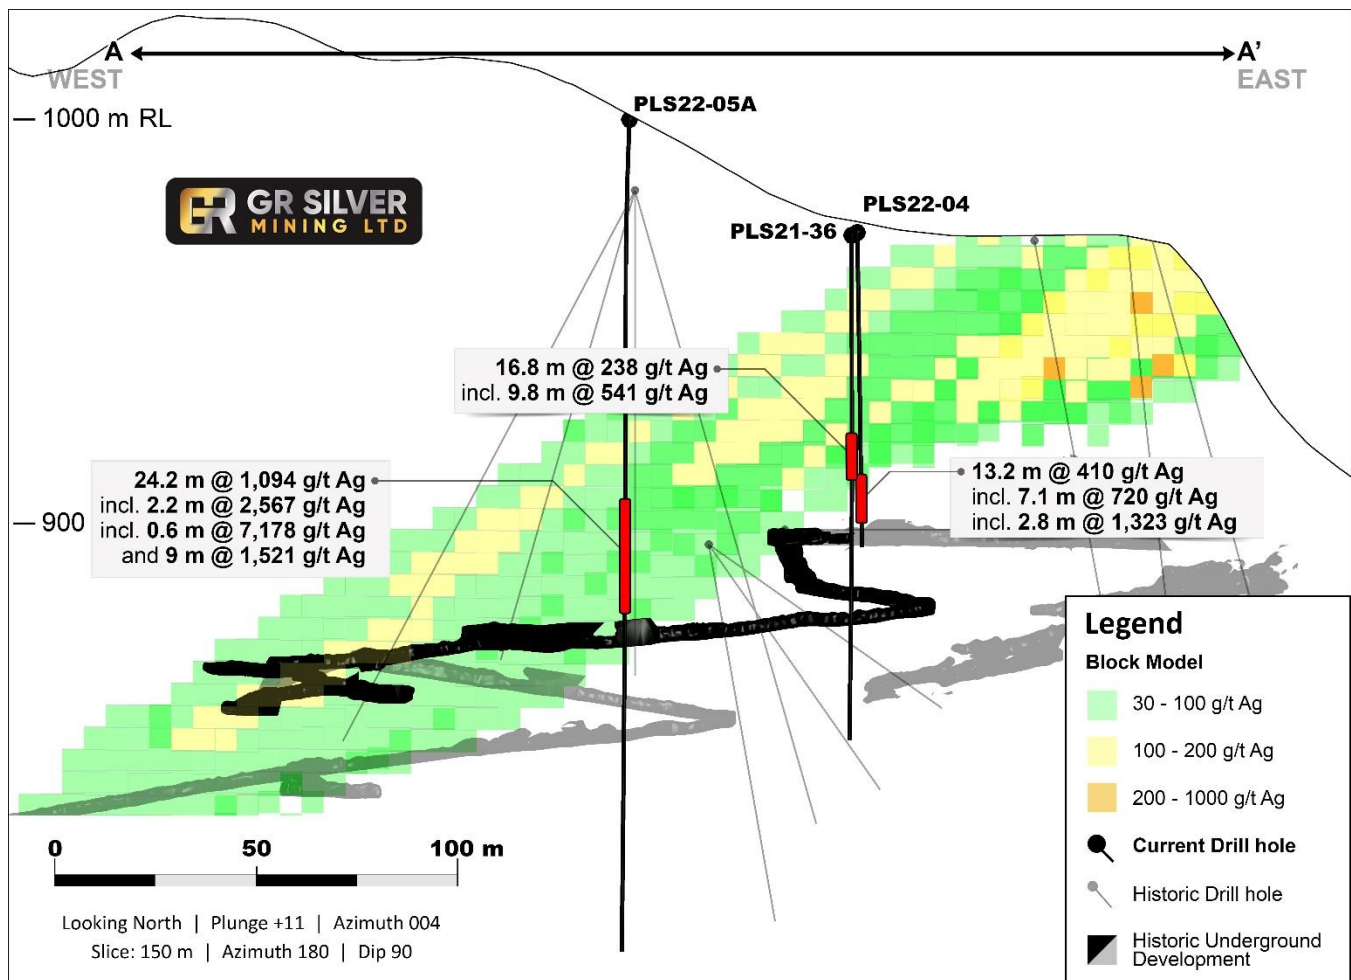 A
A'
WEST
EAST
1000 m RL
PLS22-05A
GR SILVER
MINING LTD
PLS22-04
PLS21-36
16.8 m @ 238 g/t Ag
incl. 9.8 m @ 541 g/t Ag
24.2 m @ 1,094 g/t Ag
incl. 2.2 m @ 2,567 g/t Ag
incl. 0.6 m @ 7,178 g/t Ag
and 9 m @ 1,521 g/t Ag
13.2 m @ 410 g/t Ag
incl. 7.1 m @ 720 g/t Ag
incl. 2.8 m @ 1,323 g/t Ag
900
Legend
Block Model
30 - 100 g/t Ag
100 - 200 g/t Ag
200 - 1000 g/t Ag
Current Drill hole
Historic Drill hole
Historic Underground
Development
0 50 100 m
Looking North | Plunge +11 | Azimuth 004
Slice: 150 m | Azimuth 180 | Dip 90